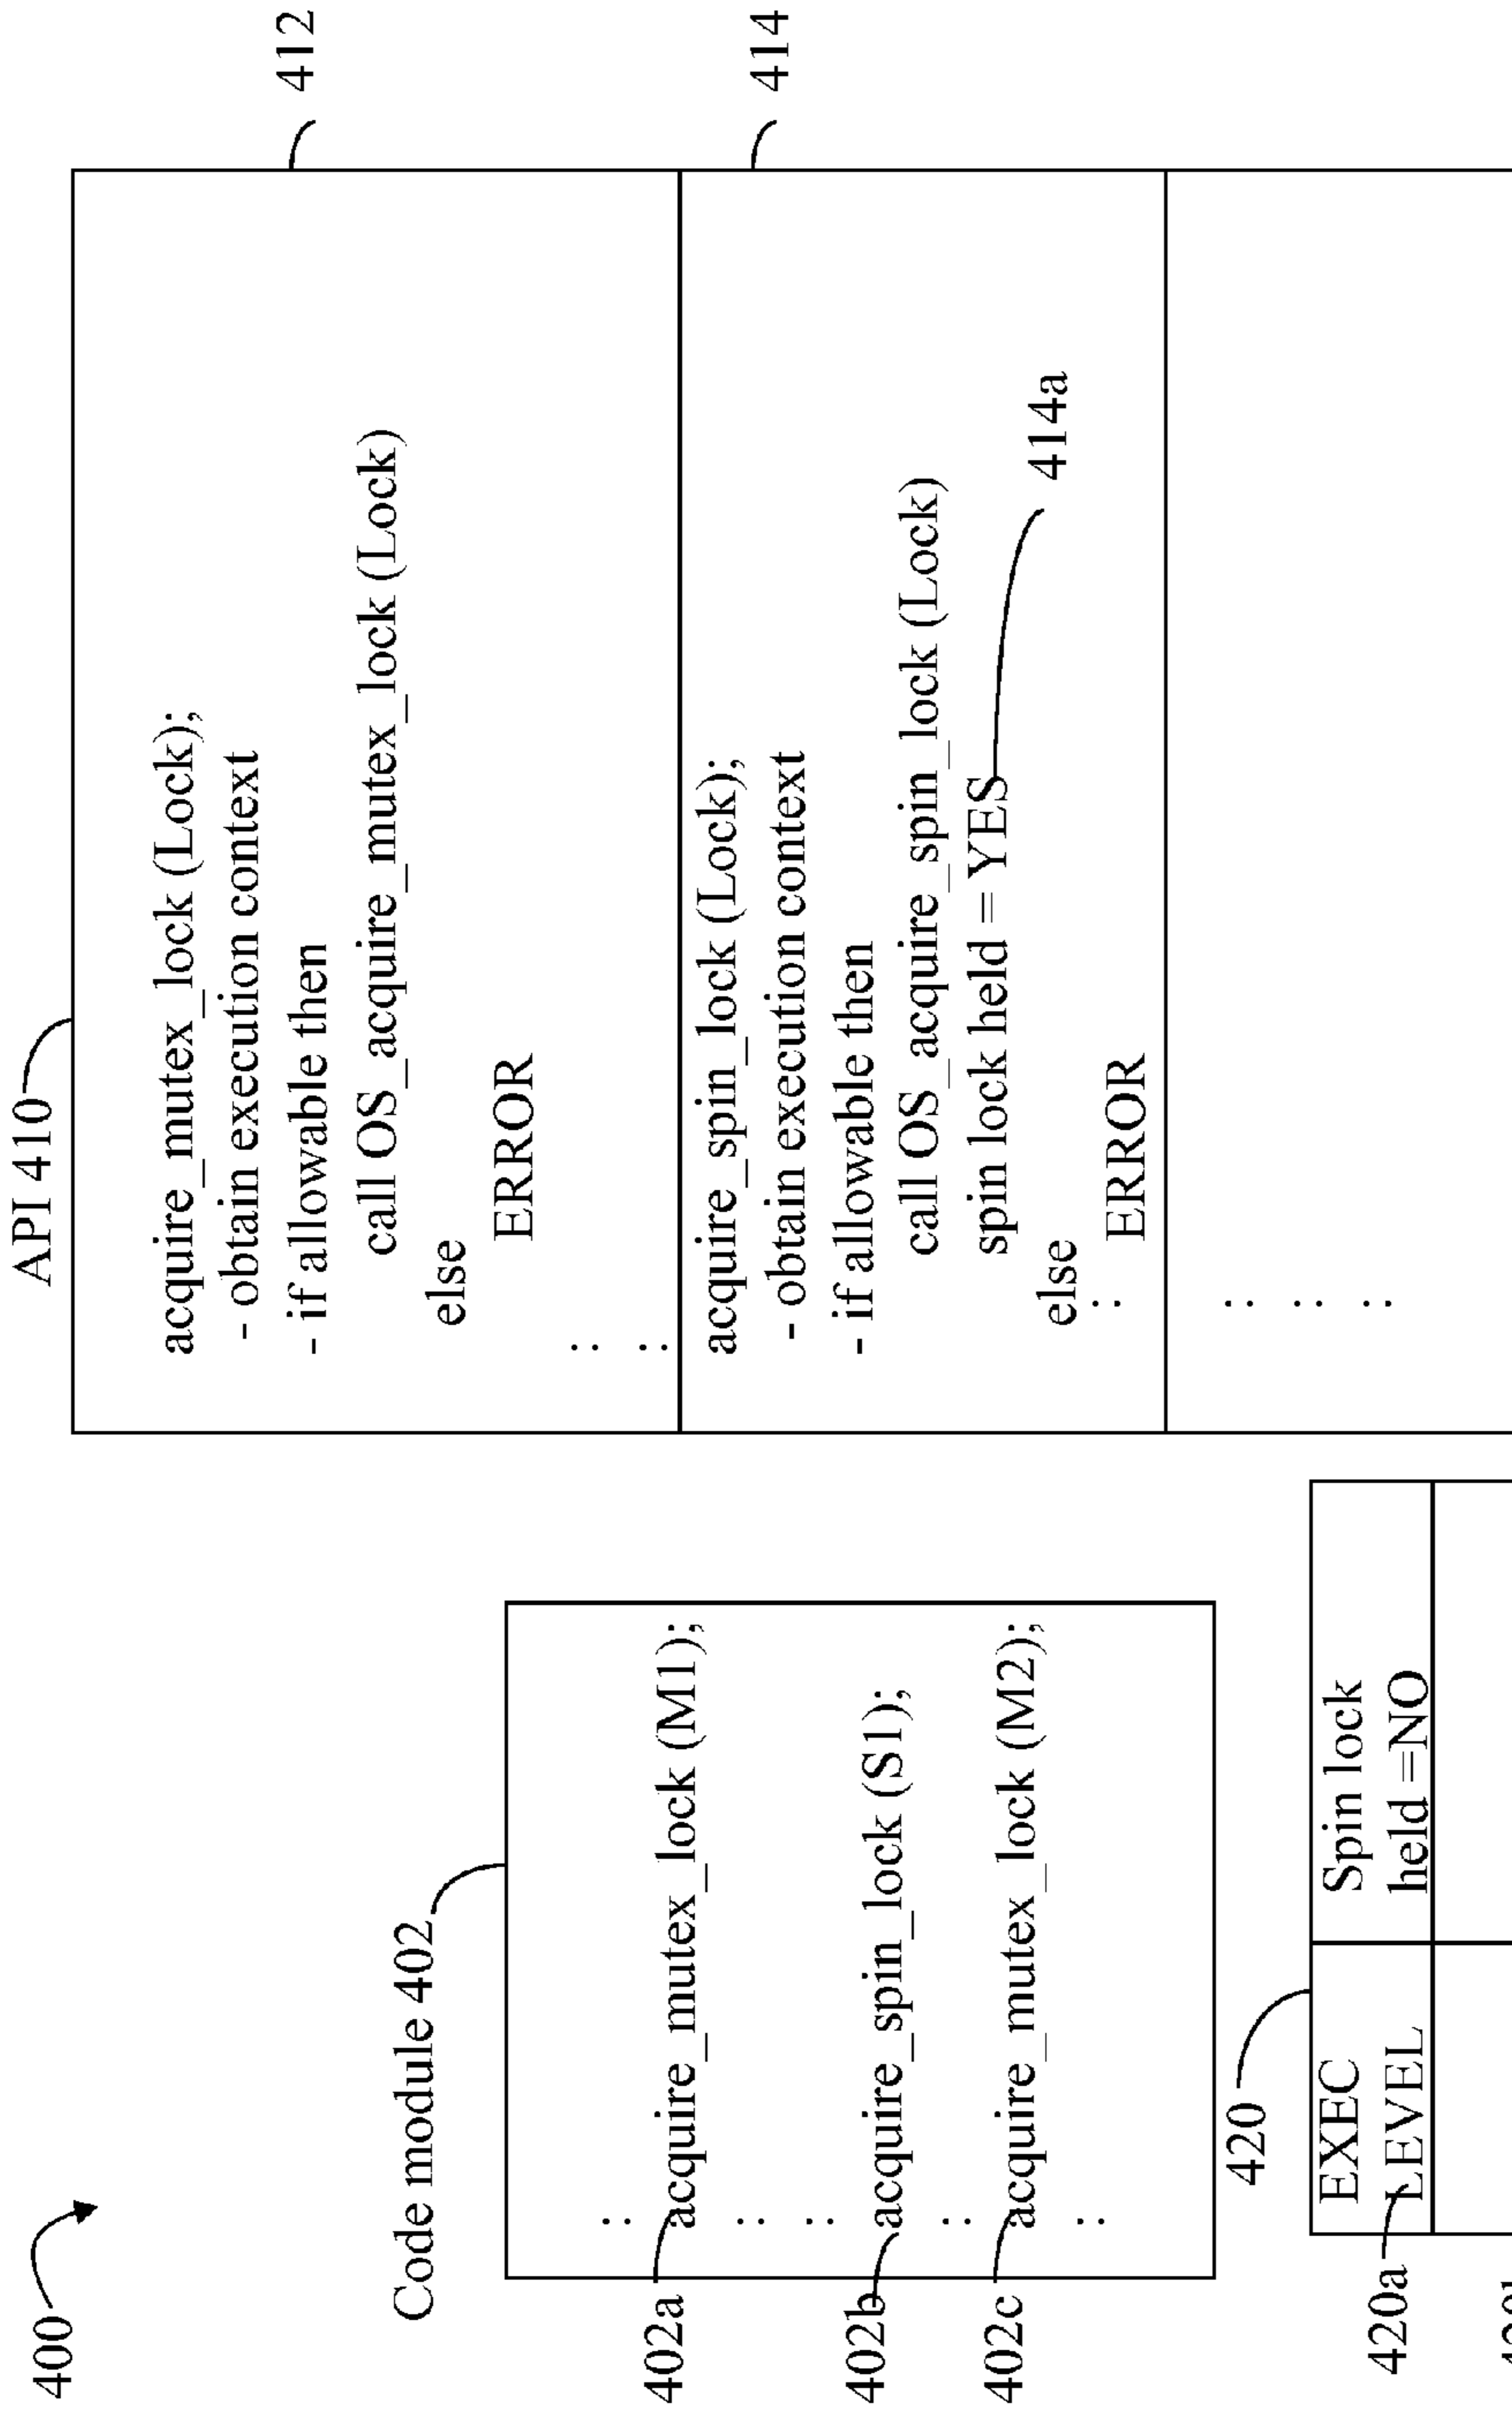 400
Code module 402
:
402a
acquire_mutex_lock (M1);
:
:
402b
acquire_spin_lock (S1);
:
402c
acquire_mutex_lock (M2);
:
420
EXEC
LEVEL
Spin lock
held =NO
420a
API 410
412
acquire_mutex_lock (Lock);
- obtain execution context
- if allowable then
call OS_acquire_mutex_lock (Lock)
else
ERROR
:
:
414
acquire_spin_lock (Lock);
- obtain execution context
- if allowable then
call OS_acquire_spin_lock (Lock)
spin lock held = YES
414a
else
ERROR
:
:
:
: